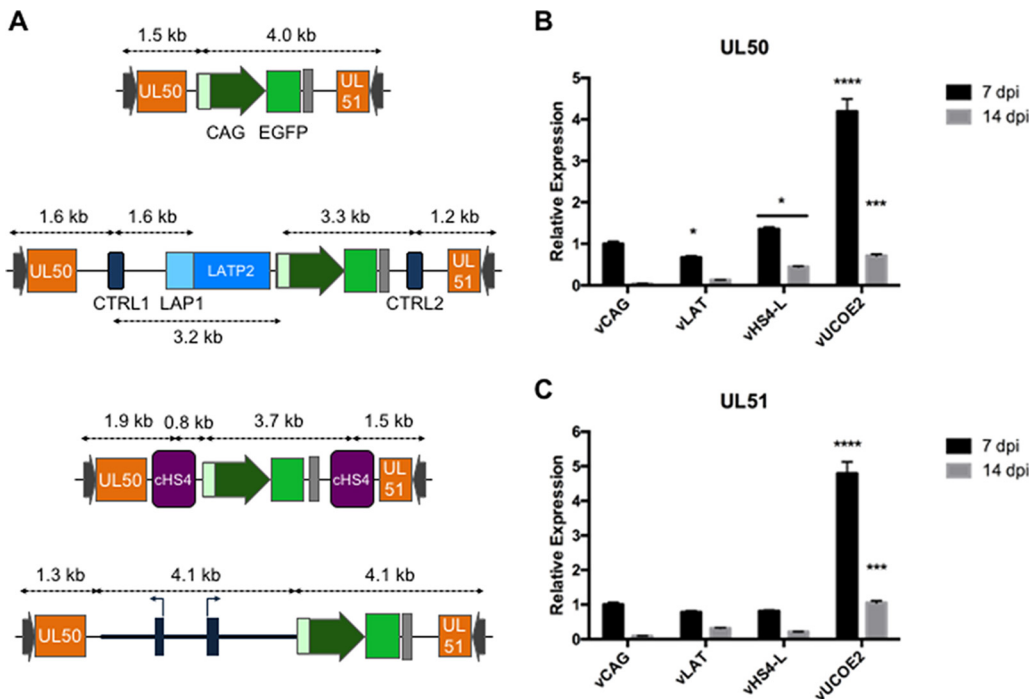 A
1.5 kb 4.0 kb
UL50 UL
51
CAG EGFP
1.6 kb 1.6 kb 3.3 kb 1.2 kb
UL50 LATP2 UL
51
CTRL1 LAP1 CTRL2
3.2 kb
1.9 kb 0.8 kb 3.7 kb 1.5 kb
UL50 cHS4 cHS4 UL
51
1.3 kb 4.1 kb 4.1 kb
UL50 UL
51
B
UL50
Relative Expression
5
4
3
2
1
0
* * **** ***
vCAG vLAT vHS4-L vUCOE2
7 dpi
14 dpi
C
UL51
Relative Expression
6
5
4
3
2
1
0
**** ***
vCAG vLAT vHS4-L vUCOE2
7 dpi
14 dpi